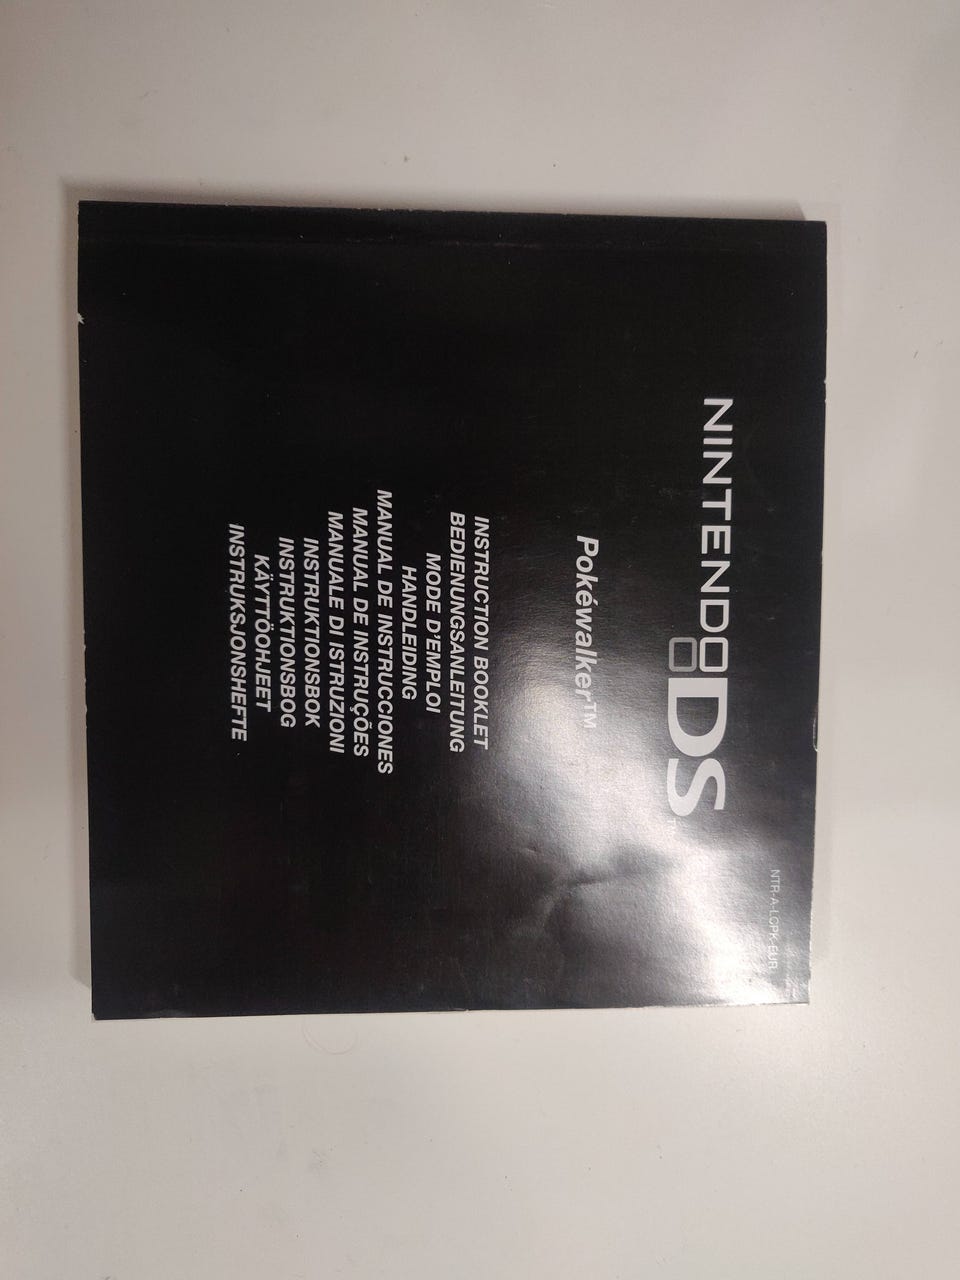 NTR-A-LQPK-EUR
NINTENDO DS
Pokéwalker™
INSTRUCTION BOOKLET
BEDIENUNGSANLEITUNG
MODE D'EMPLOI
HANDLEIDING
MANUAL DE INSTRUCCIONES
MANUAL DE INSTRUÇÕES
MANUALE DI ISTRUZIONI
INSTRUKTIONSBOK
INSTRUKTIONSBOG
KÄYTTÖOHJEET
INSTRUKSJONSHEFTE